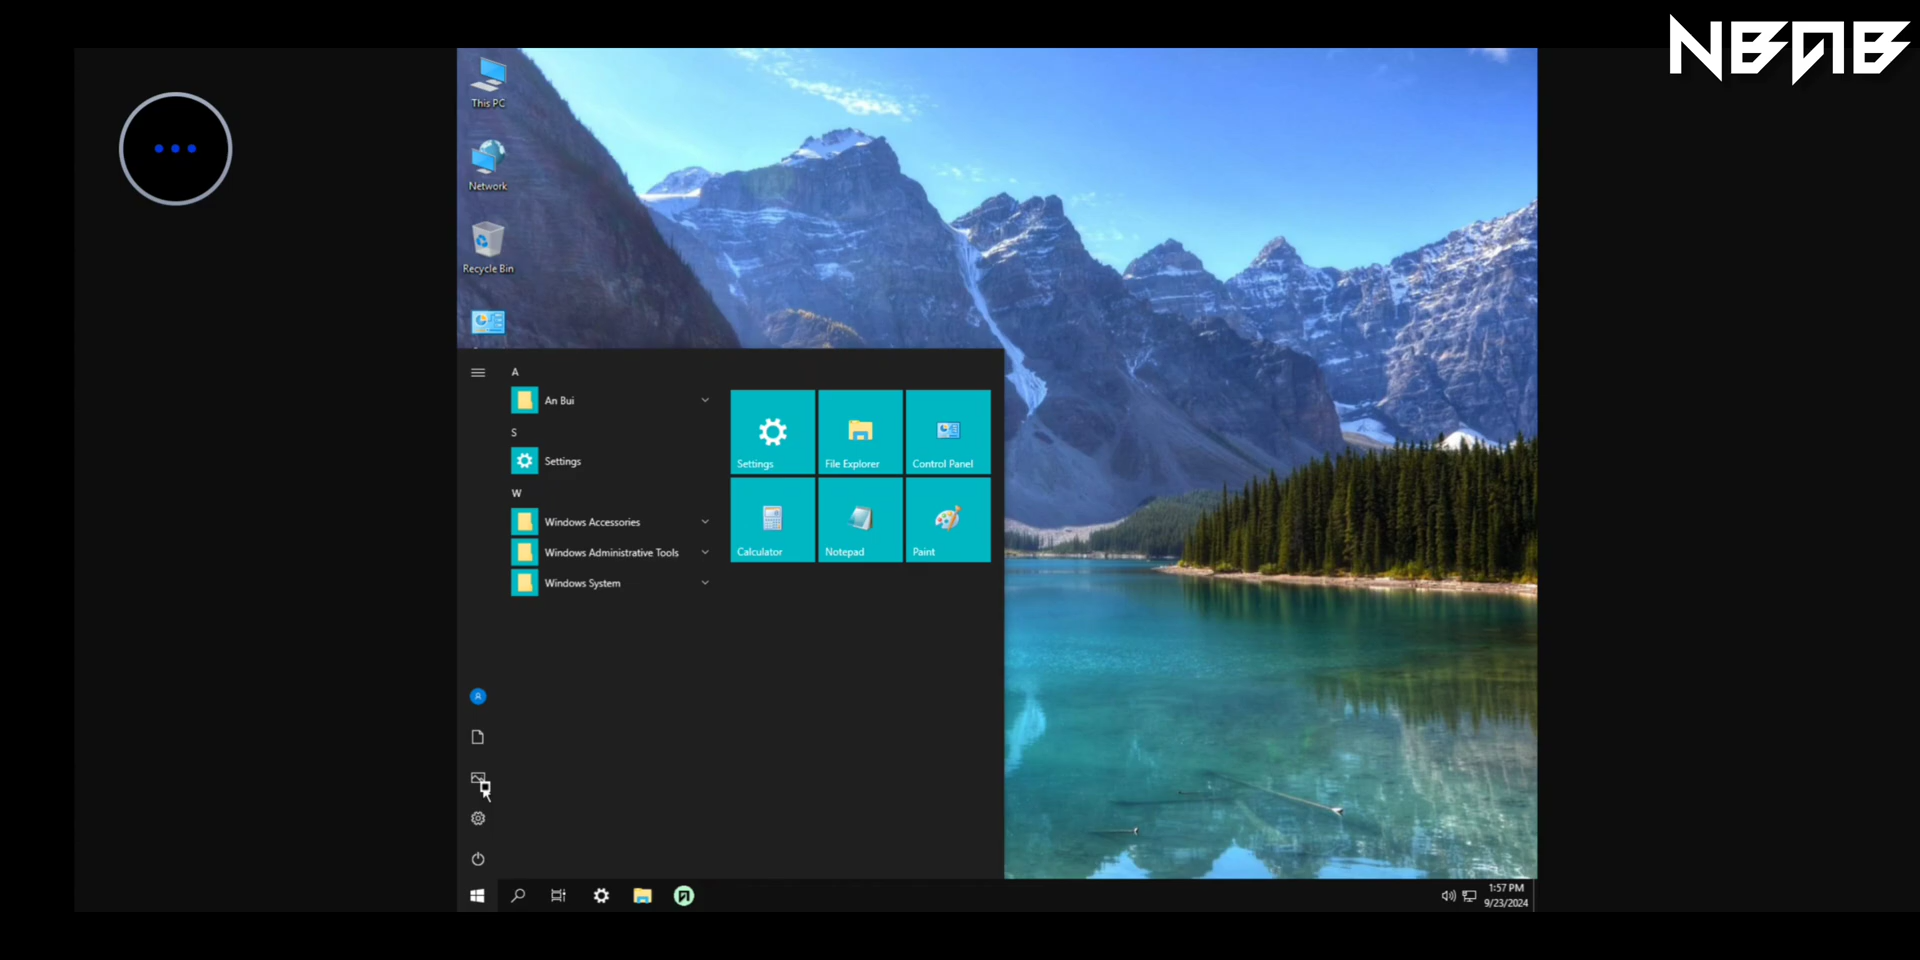 NBAB
This PC
Network
Recycle Bin
A
An Bui
S
Settings
W
Windows Accessories
Windows Administrative Tools
Windows System
Settings
File Explorer
Control Panel
Calculator
Notepad
Paint
1:57 PM
9/23/2024